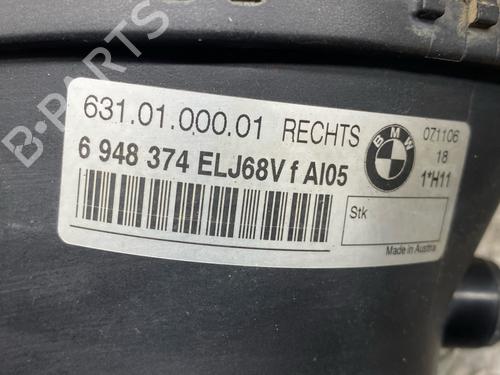 631.01.000.01 RECHTS
6 948 374 ELJ68V f AI05
BMW
071106
18
1*H11
Stk
Made in Austria
B-PARTS